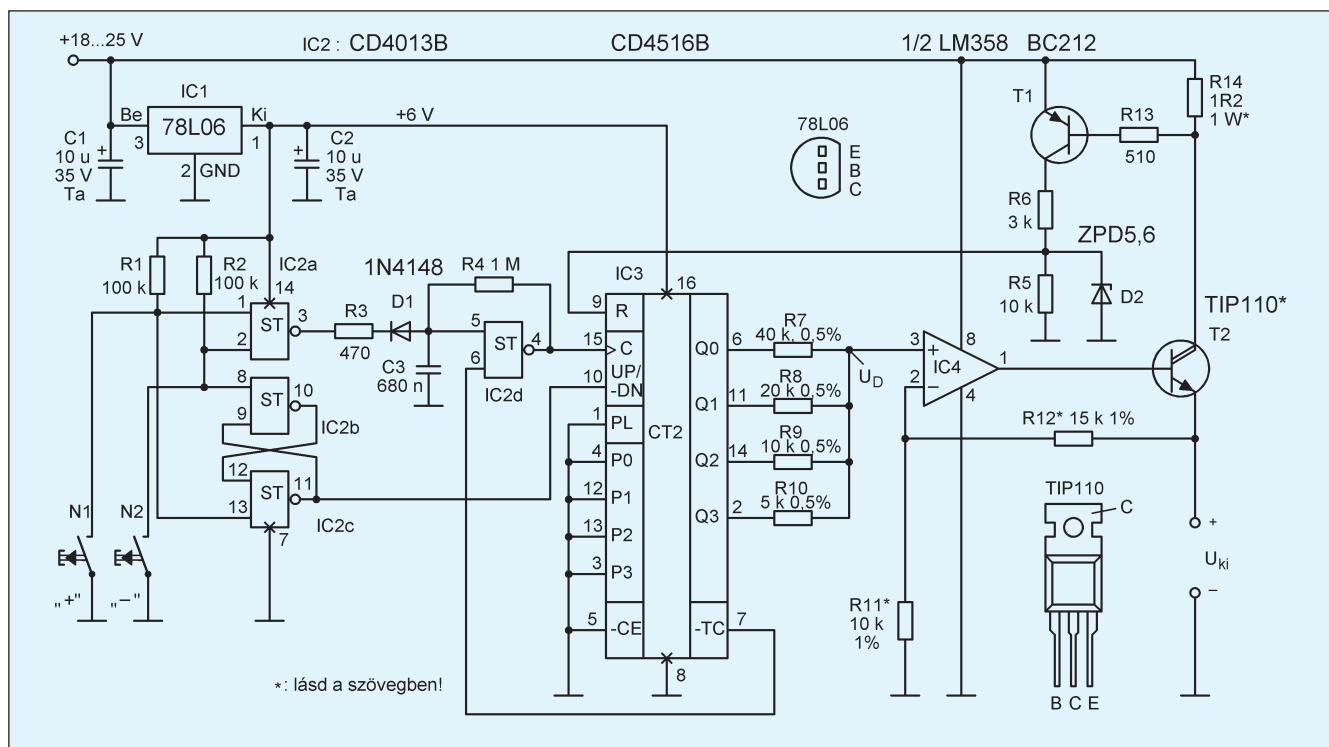 +18...25 V
IC2 : CD4013B
CD4516B
1/2 LM358
BC212
IC1
Be
78L06
Ki
3
1
2
GND
C1
+
10 u
35 V
Ta
+
C2
10 u
35 V
Ta
+6 V
78L06
E
B
C
T1
R13
510
R14
1R2
1 W*
R6
3 k
ZPD5,6
R5
10 k
D2
TIP110*
T2
R1
100 k
R2
100 k
IC2a
14
1
2
ST
3
R3
470
1N4148
D1
R4 1 M
C3
680 n
5
6
ST
4
IC2d
8
9
ST
10
IC2b
12
13
ST
11
IC2c
7
N1
N2
"+"
"–"
IC3
16
9
R
15
C
10
UP/
-DN
1
PL
CT2
4
P0
12
P1
13
P2
3
P3
5
-CE
8
Q0
6
Q1
11
Q2
14
Q3
2
-TC
7
R7
40 k, 0,5%
R8
20 k 0,5%
R9
10 k 0,5%
R10
5 k 0,5%
UD
3
+
2
–
IC4
8
4
1
R12* 15 k 1%
R11*
10 k
1%
TIP110
C
B C E
+
Uki
–
*: lásd a szövegben!